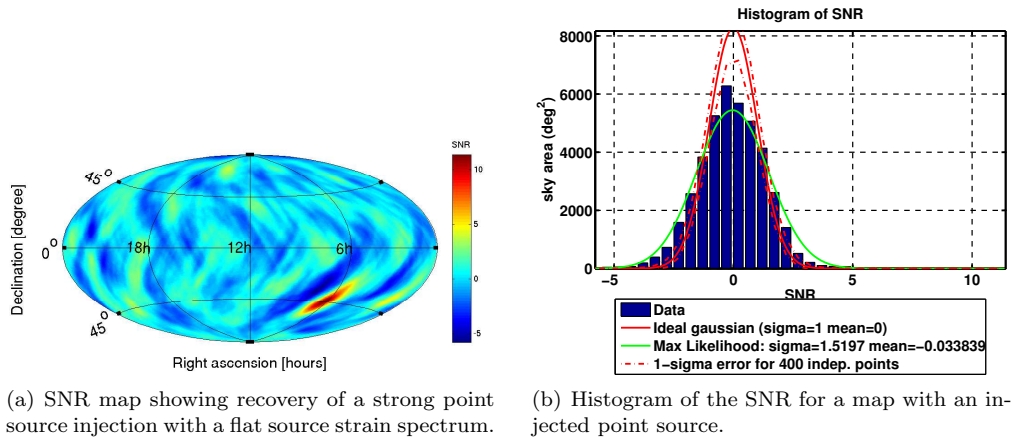 SNR
10
5
0
-5
45 o
0 o
45 o
18h
12h
6h
Declination [degree]
Right ascension [hours]
(a) SNR map showing recovery of a strong point
source injection with a flat source strain spectrum.
Histogram of SNR
8000
6000
4000
2000
0
sky area (deg2)
−5
0
5
10
SNR
Data
Ideal gaussian (sigma=1 mean=0)
Max Likelihood: sigma=1.5197 mean=−0.033839
1−sigma error for 400 indep. points
(b) Histogram of the SNR for a map with an in-
jected point source.